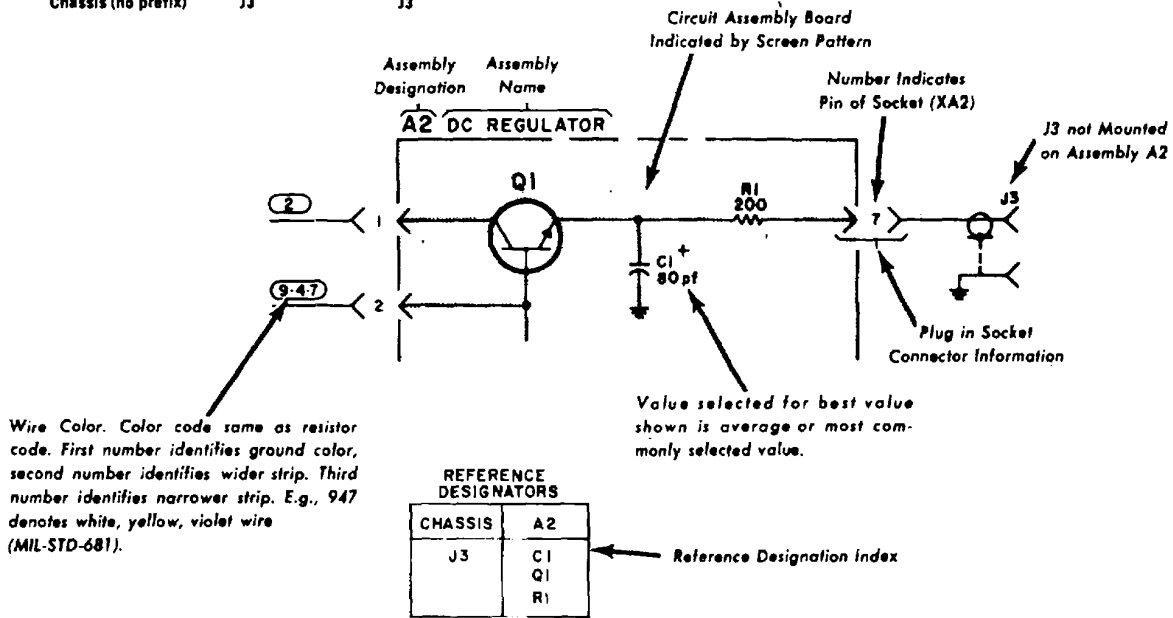 Chassis (no prefix) J3 J3
Circuit Assembly Board
Indicated by Screen Pattern
Assembly
Designation
Assembly
Name
Number Indicates
Pin of Socket (XA2)
A2 DC REGULATOR
J3 not Mounted
on Assembly A2
Q1
R1
200
J3
2
1
7
C1 +
80pf
9-4-7
2
Plug in Socket
Connector Information
Value selected for best value
shown is average or most com-
monly selected value.
Wire Color. Color code same as resistor
code. First number identifies ground color,
second number identifies wider strip. Third
number identifies narrower strip. E.g., 947
denotes white, yellow, violet wire
(MIL-STD-681).
REFERENCE
DESIGNATORS
CHASSIS A2
J3 C1
Q1
R1
Reference Designation Index